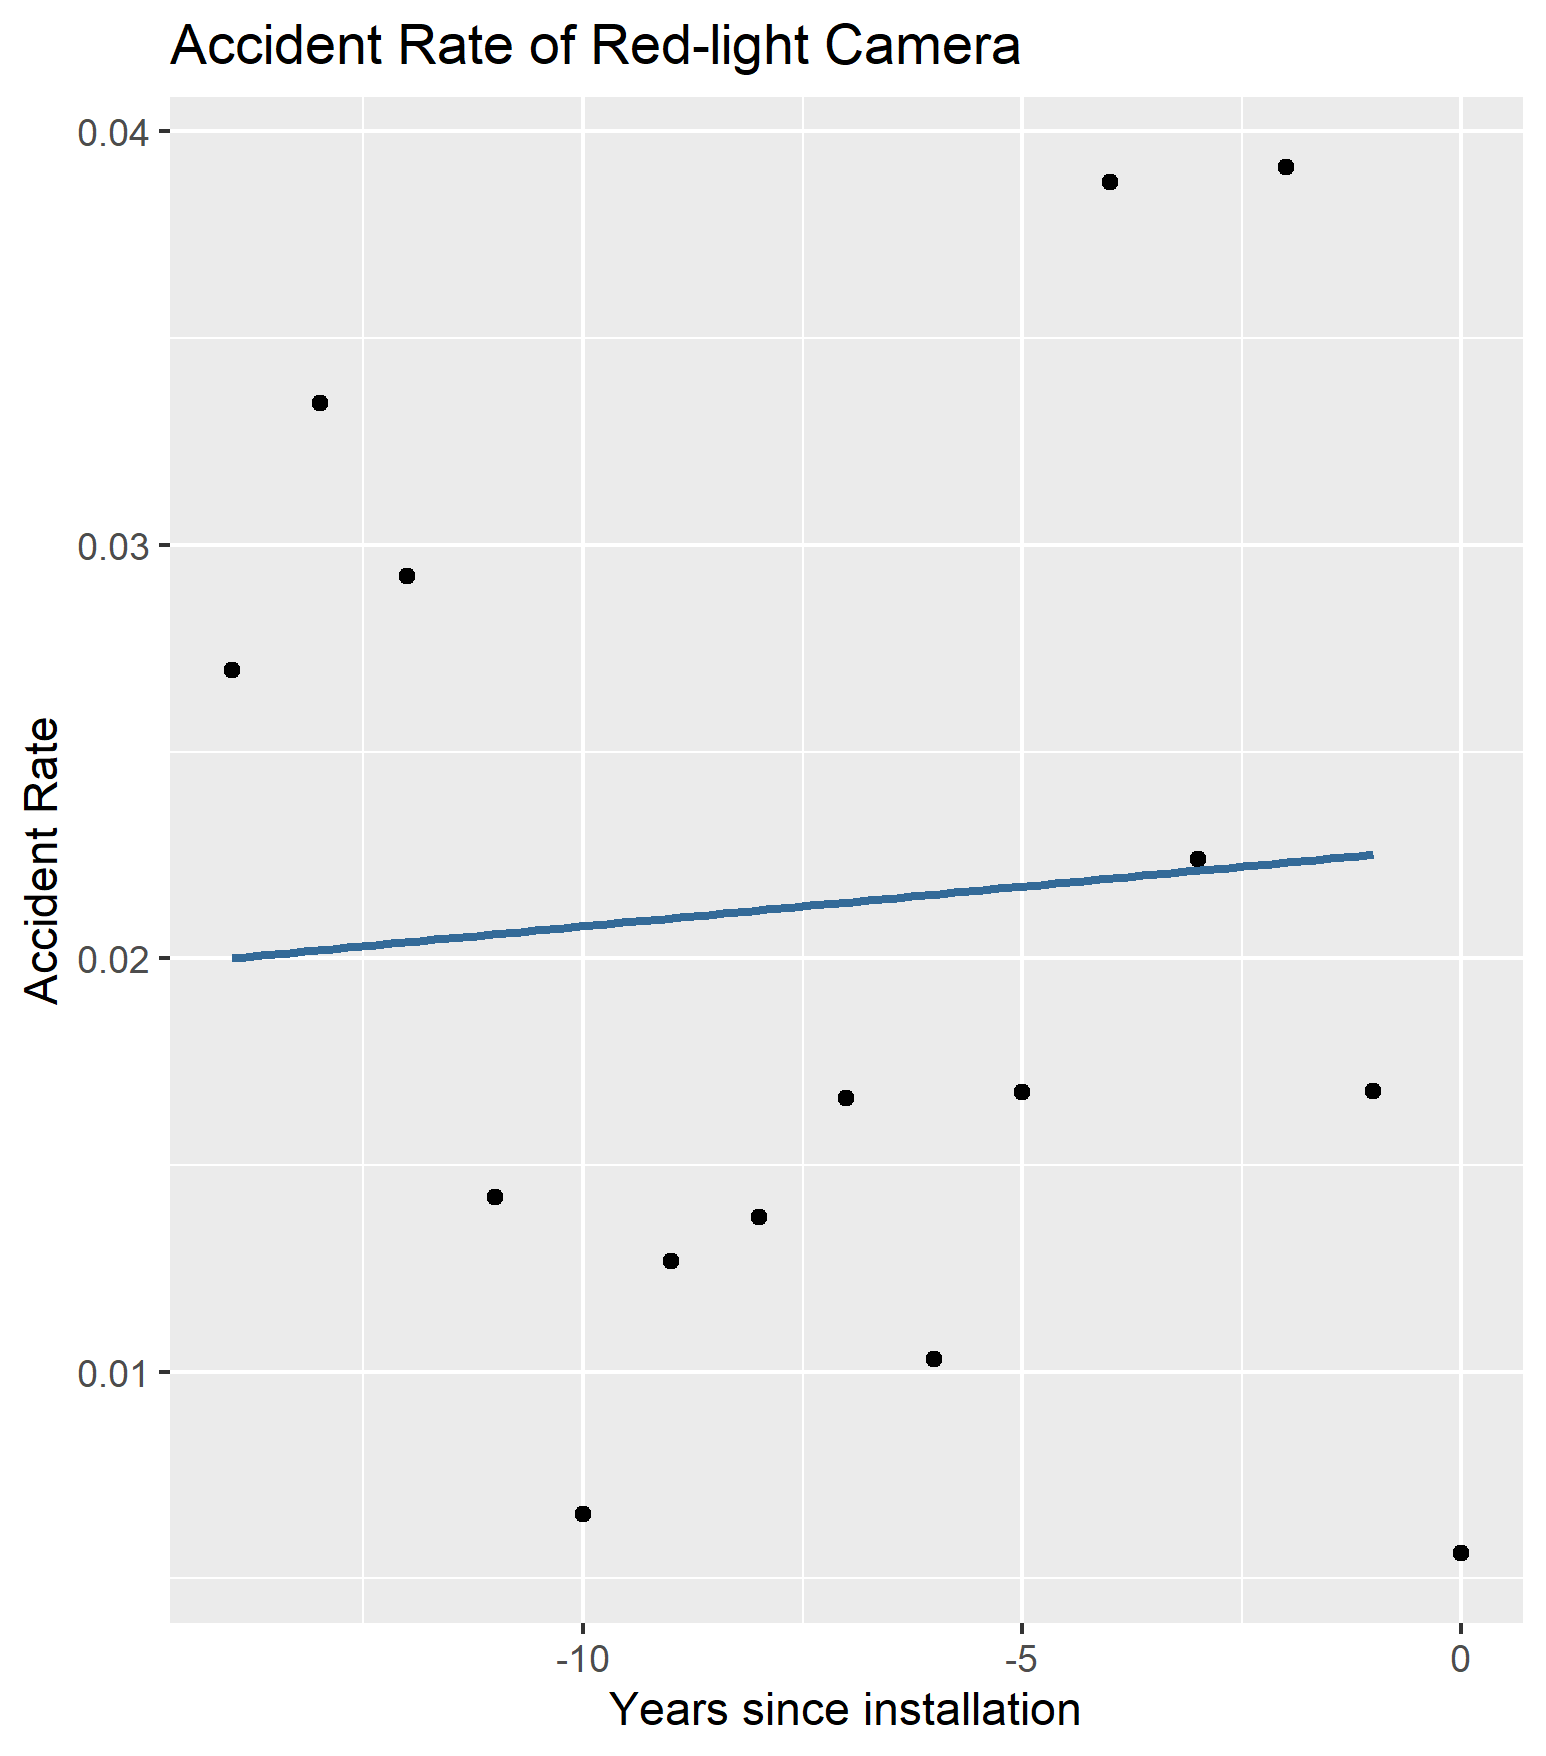 Accident Rate of Red-light Camera
0.04
0.03
0.02
0.01
Accident Rate
-10
-5
0
Years since installation